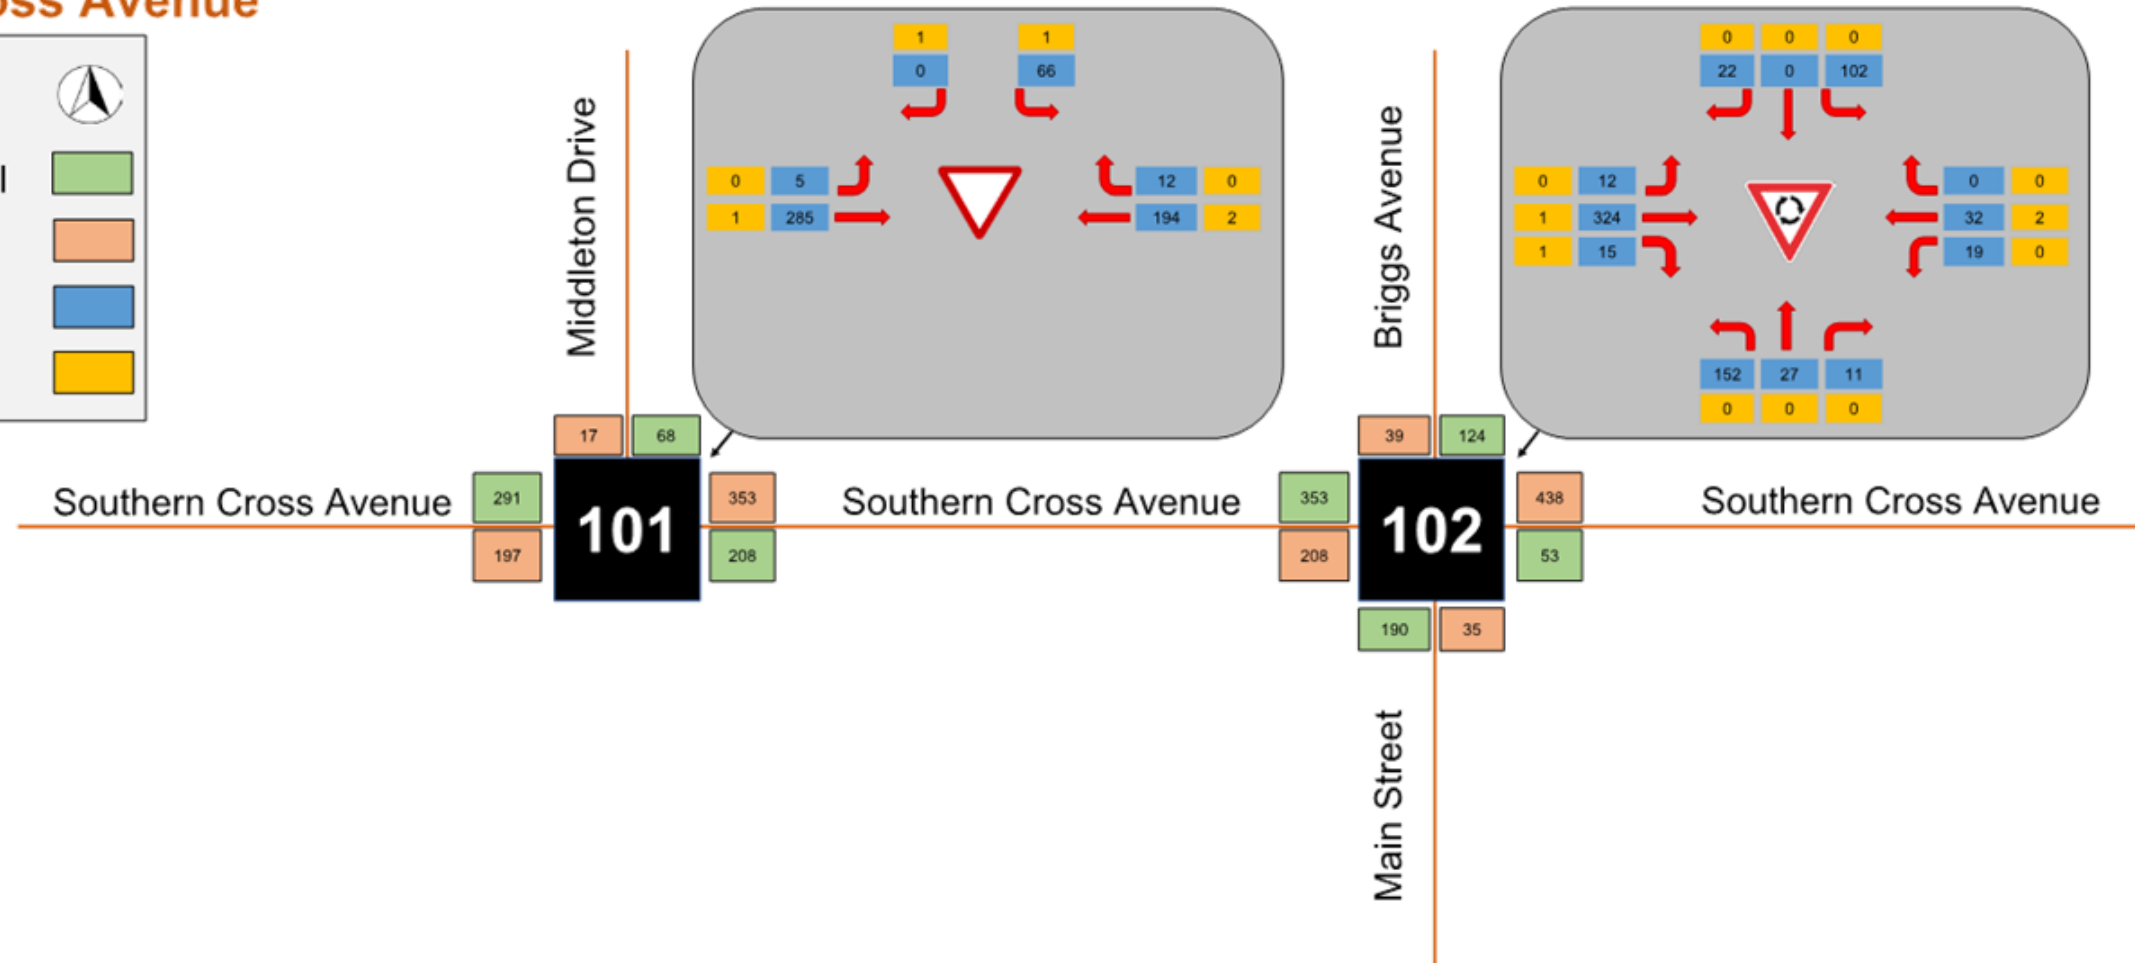 oss Avenue
l
Middleton Drive
1 1
0 66
0 5 12 0
1 285 194 2
Briggs Avenue
0 0 0
22 0 102
0 12 0 0
1 324 32 2
1 15 19 0
152 27 11
0 0 0
17 68
39 124
Southern Cross Avenue
291
197
101
353
208
Southern Cross Avenue
353
208
102
438
53
Southern Cross Avenue
190 35
Main Street